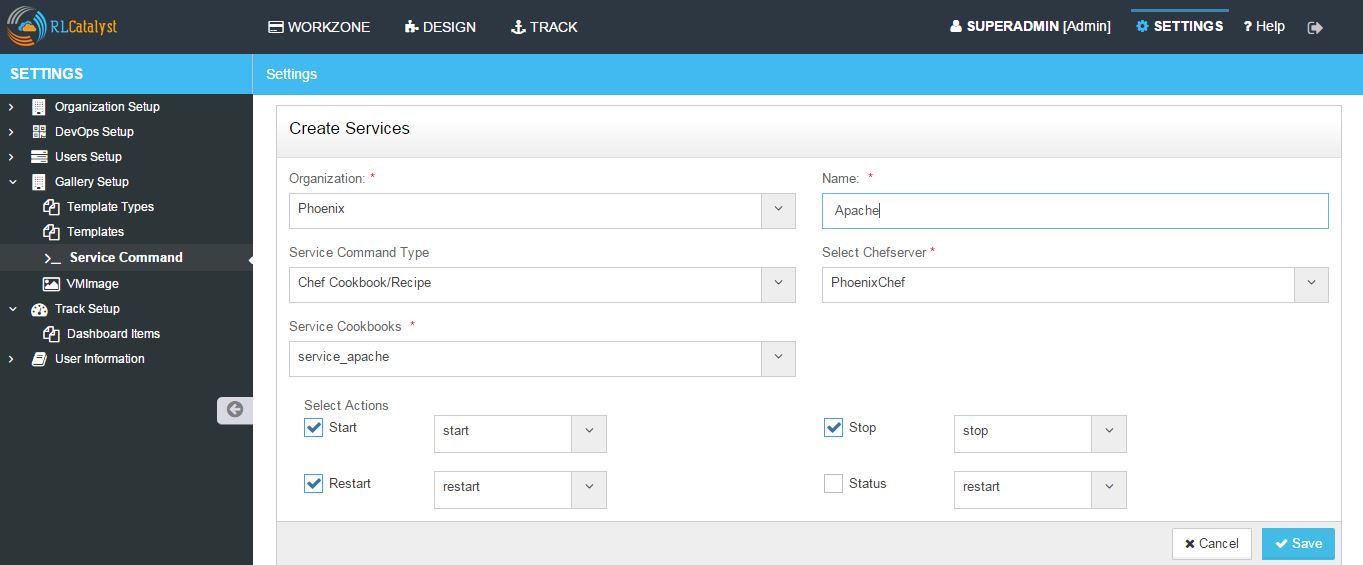 RLCatalyst WORKZONE DESIGN TRACK SUPERADMIN [Admin] SETTINGS ? Help
SETTINGS
Settings
Organization Setup
DevOps Setup
Users Setup
Gallery Setup
Template Types
Templates
>_ Service Command
VMImage
Track Setup
Dashboard Items
User Information
Create Services
Organization: *
Name: *
Phoenix
Apache
Service Command Type
Select Chefserver *
Chef Cookbook/Recipe
PhoenixChef
Service Cookbooks *
service_apache
Select Actions
Start start Stop stop
Restart restart Status restart
Cancel Save